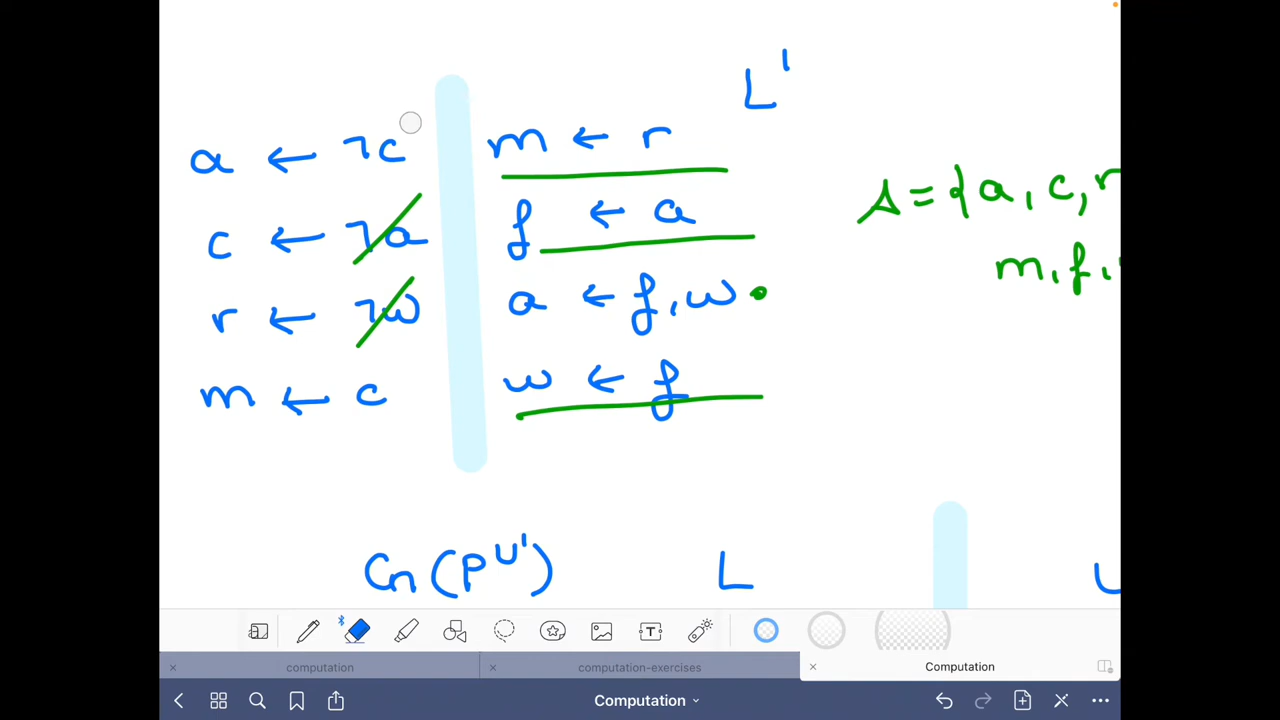 L'
a ← ¬c
m ← r
c ← ¬a
f ← a
r ← ¬w
a ← f, w
m ← c
w ← f
A = {a, c, r
m, f,
Cn (P^U')
L
U
T
computation
computation-exercises
Computation
Computation